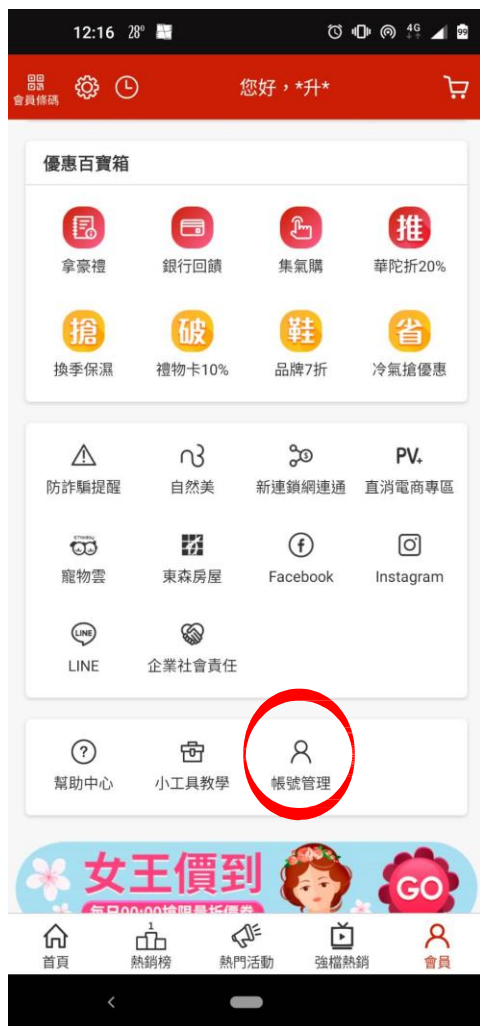 12:16 28° 4G 99
會員條碼 您好，*升*
優惠百寶箱
推
拿豪禮 銀行回饋 集氣購 華陀折20%
搶 破 鞋 省
換季保濕 禮物卡10% 品牌7折 冷氣搶優惠
PV+
防詐騙提醒 自然美 新連鎖網連通 直消電商專區
寵物雲 東森房屋 Facebook Instagram
LINE
LINE 企業社會責任
幫助中心 小工具教學 帳號管理
女王價到 GO
每日00:00搶限量折價券
1
首頁 熱銷榜 熱門活動 強檔熱銷 會員